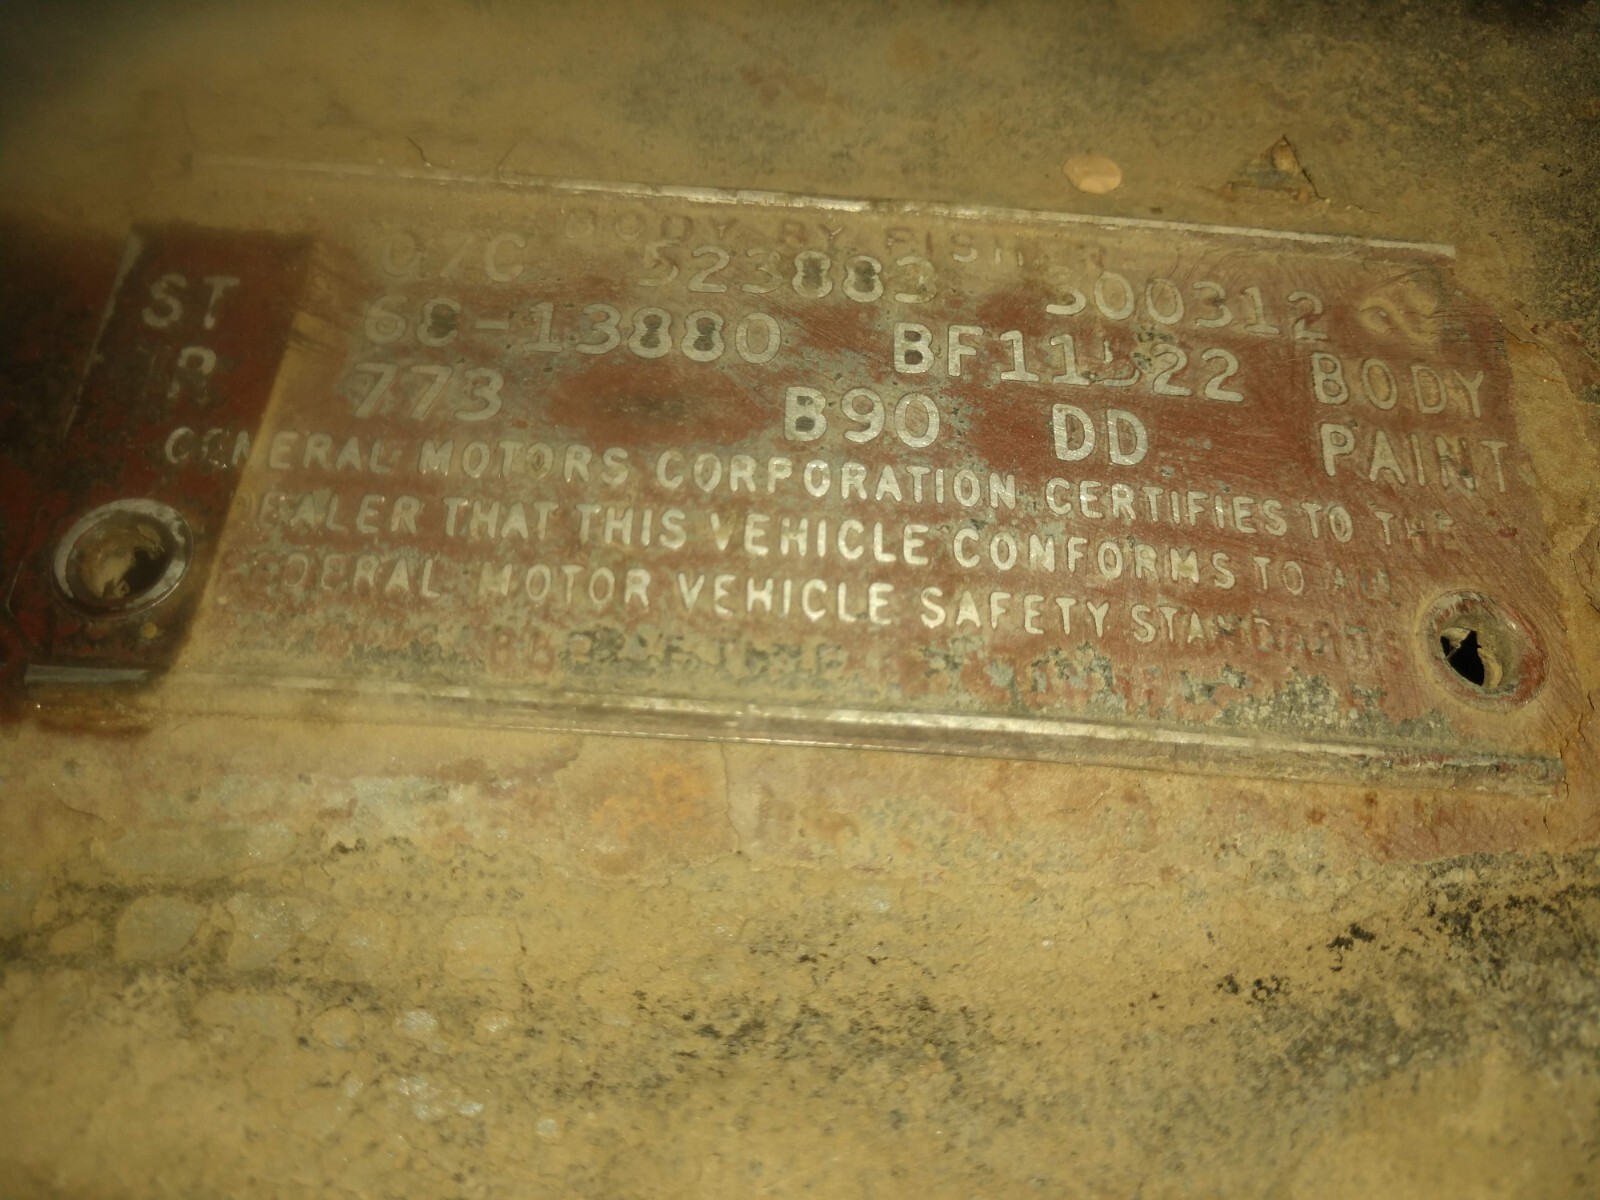 BODY BY FISHER
O/C 523883 300312
ST 68-13880 BF11522 BODY
TR 773 B90 DD PAINT
GENERAL MOTORS CORPORATION CERTIFIES TO THE
DEALER THAT THIS VEHICLE CONFORMS TO ALL
FEDERAL MOTOR VEHICLE SAFETY STANDARDS